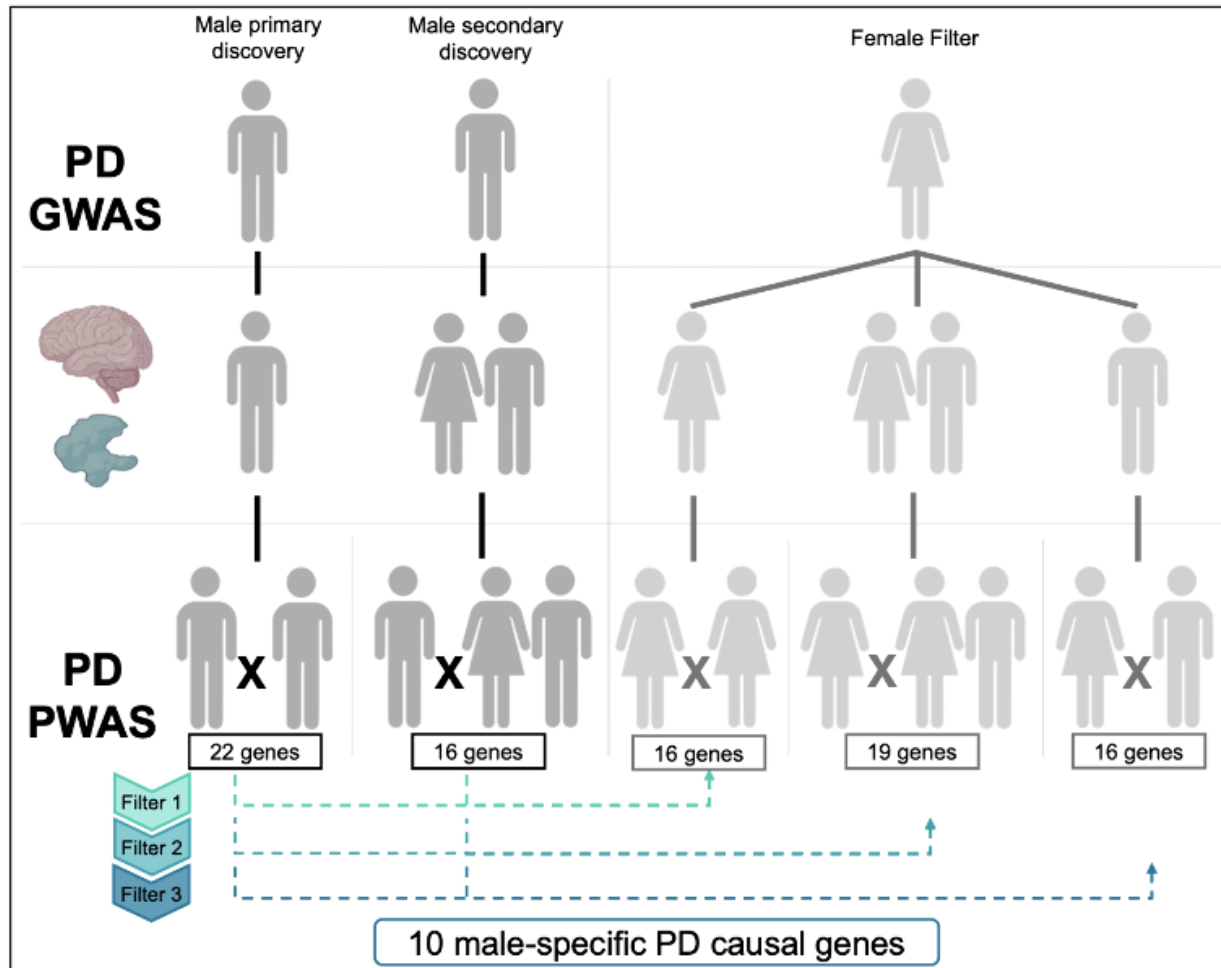 Male primary
discovery
Male secondary
discovery
Female Filter
PD
GWAS
PD
PWAS
X
X
X
X
X
22 genes
16 genes
16 genes
19 genes
16 genes
Filter 1
Filter 2
Filter 3
10 male-specific PD causal genes